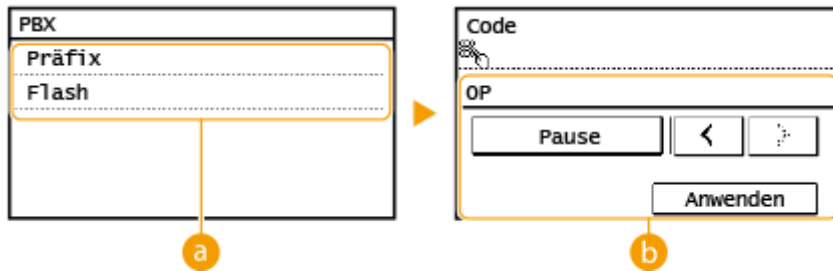 PBX
Präfix
Flash
a
Code
OP
Pause
Anwenden
b